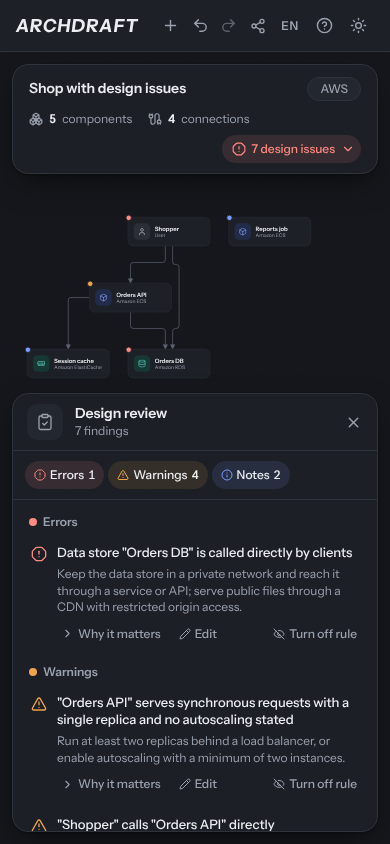 ARCHDRAFT
EN
Shop with design issues
AWS
5 components 4 connections
7 design issues
Shopper
User
Reports job
Amazon ECS
Orders API
Amazon ECS
Session cache
Amazon ElastiCache
Orders DB
Amazon RDS
Design review
7 findings
Errors 1
Warnings 4
Notes 2
Errors
Data store "Orders DB" is called directly by clients
Keep the data store in a private network and reach it
through a service or API; serve public files through a
CDN with restricted origin access.
Why it matters
Edit
Turn off rule
Warnings
"Orders API" serves synchronous requests with a
single replica and no autoscaling stated
Run at least two replicas behind a load balancer, or
enable autoscaling with a minimum of two instances.
Why it matters
Edit
Turn off rule
"Shopper" calls "Orders API" directly